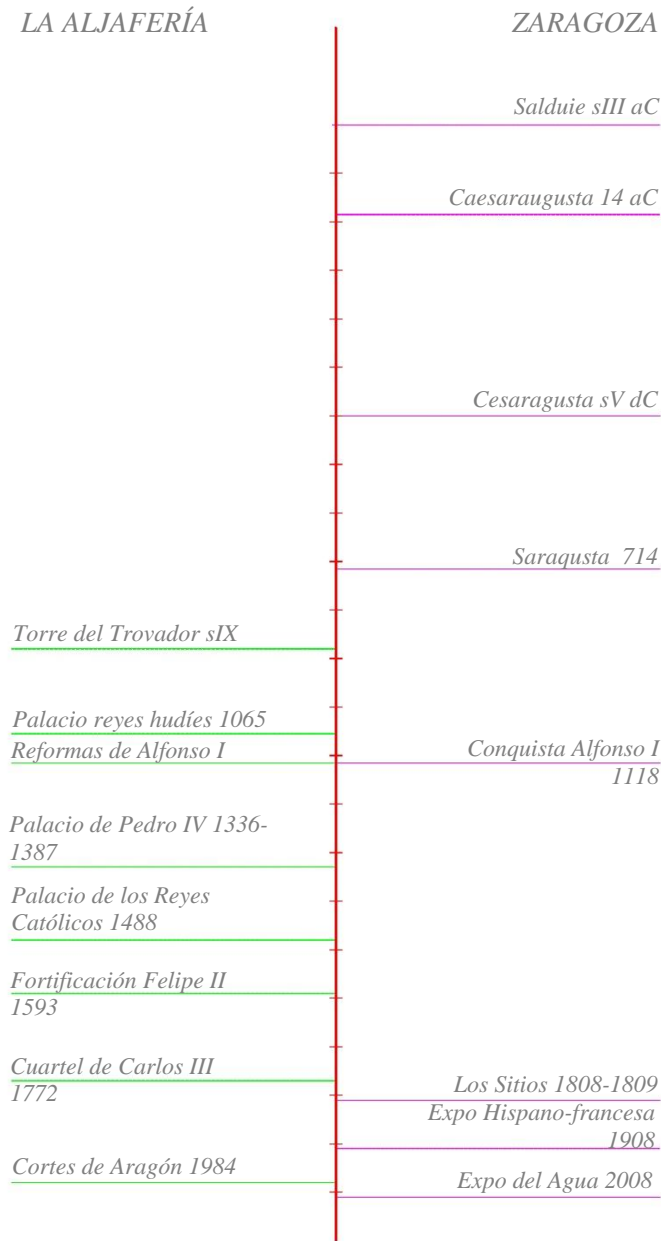 LA ALJAFERÍA
ZARAGOZA
Salduie sIII aC
Caesaraugusta 14 aC
Cesaragusta sV dC
Saraqusta 714
Torre del Trovador sIX
Palacio reyes hudíes 1065
Reformas de Alfonso I
Conquista Alfonso I
1118
Palacio de Pedro IV 1336-
1387
Palacio de los Reyes
Católicos 1488
Fortificación Felipe II
1593
Cuartel de Carlos III
1772
Los Sitios 1808-1809
Expo Hispano-francesa
1908
Cortes de Aragón 1984
Expo del Agua 2008